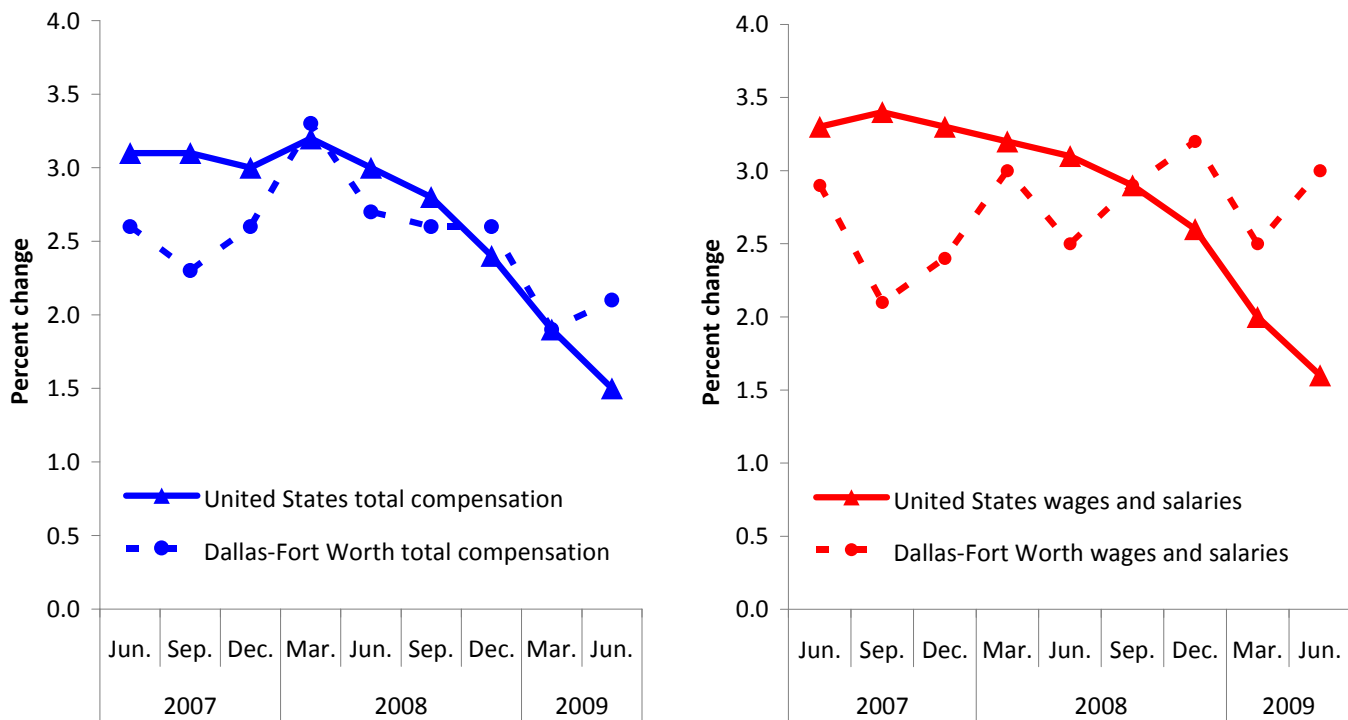 4.0
3.5
3.0
2.5
2.0
1.5
1.0
0.5
0.0
Percent change
United States total compensation
Dallas-Fort Worth total compensation
Jun. Sep. Dec. Mar. Jun. Sep. Dec. Mar. Jun.
2007 2008 2009
4.0
3.5
3.0
2.5
2.0
1.5
1.0
0.5
0.0
Percent change
United States wages and salaries
Dallas-Fort Worth wages and salaries
Jun. Sep. Dec. Mar. Jun. Sep. Dec. Mar. Jun.
2007 2008 2009